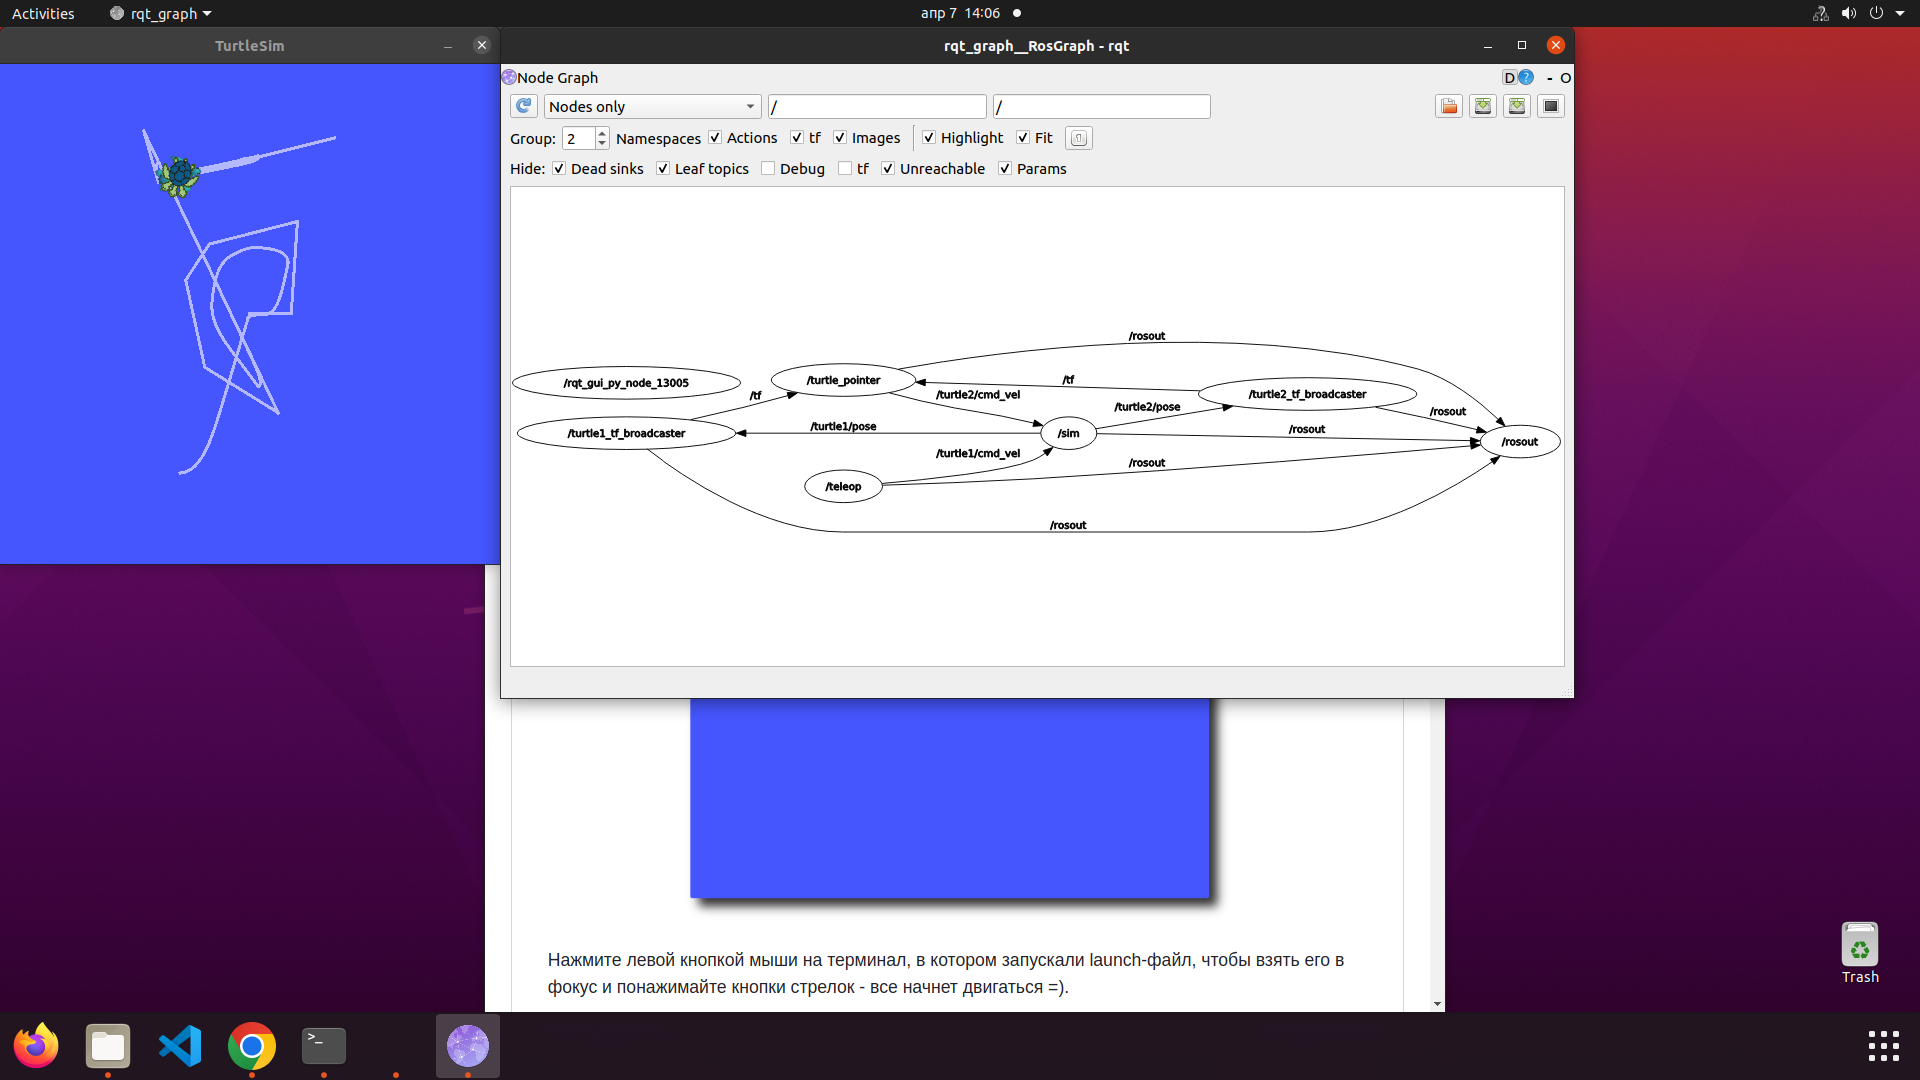 Activities
rqt_graph
апр 7 14:06
TurtleSim
rqt_graph__RosGraph - rqt
Node Graph
D
?
- O
Nodes only
/
/
Group:
2
Namespaces
Actions
tf
Images
Highlight
Fit
Hide:
Dead sinks
Leaf topics
Debug
tf
Unreachable
Params
/rosout
/rqt_gui_py_node_13005
/turtle_pointer
/tf
/tf
/turtle2/cmd_vel
/turtle2_tf_broadcaster
/turtle2/pose
/rosout
/turtle1_tf_broadcaster
/turtle1/pose
/sim
/rosout
/rosout
/turtle1/cmd_vel
/rosout
/teleop
/rosout
Нажмите левой кнопкой мыши на терминал, в котором запускали launch-файл, чтобы взять его в
фокус и понажимайте кнопки стрелок - все начнет двигаться =).
Trash
>_